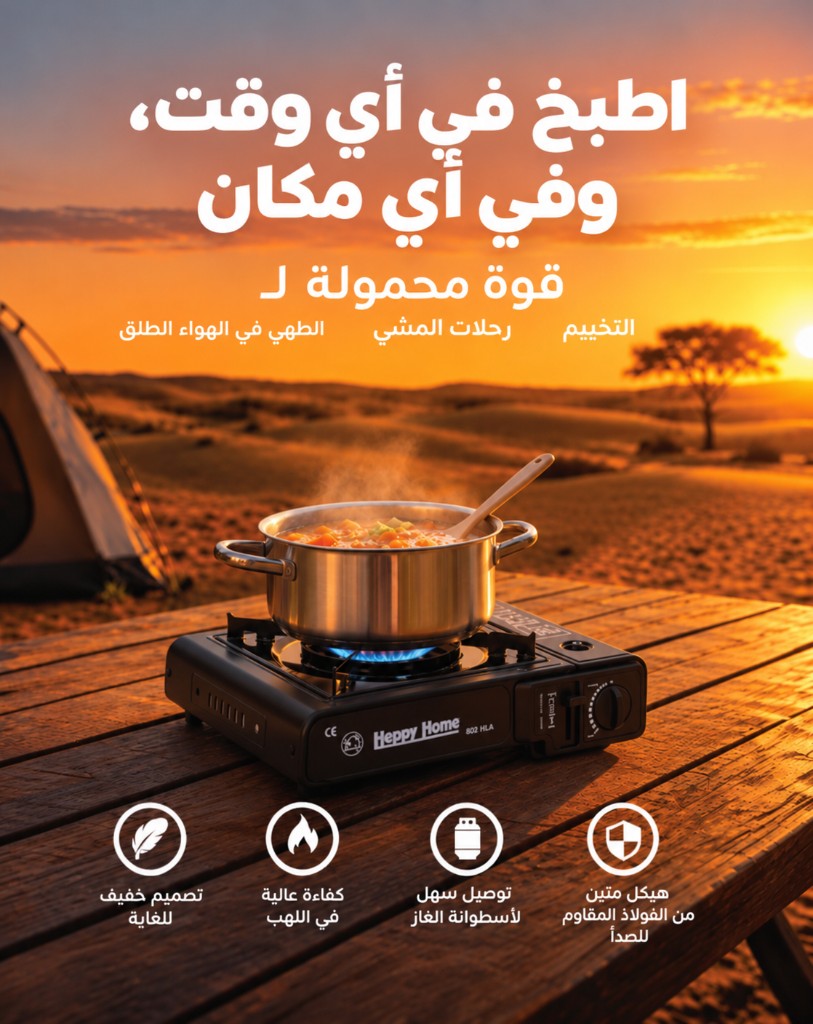 اطبخ في أي وقت،
وفي أي مكان
قوة محمولة لـ
التخييم رحلات المشي الطهي في الهواء الطلق
CE
Heppy Home 802 HLA
هيكل متين
من الفولاذ المقاوم
للصدأ
توصيل سهل
لأسطوانة الغاز
كفاءة عالية
في اللهب
تصميم خفيف
للغاية